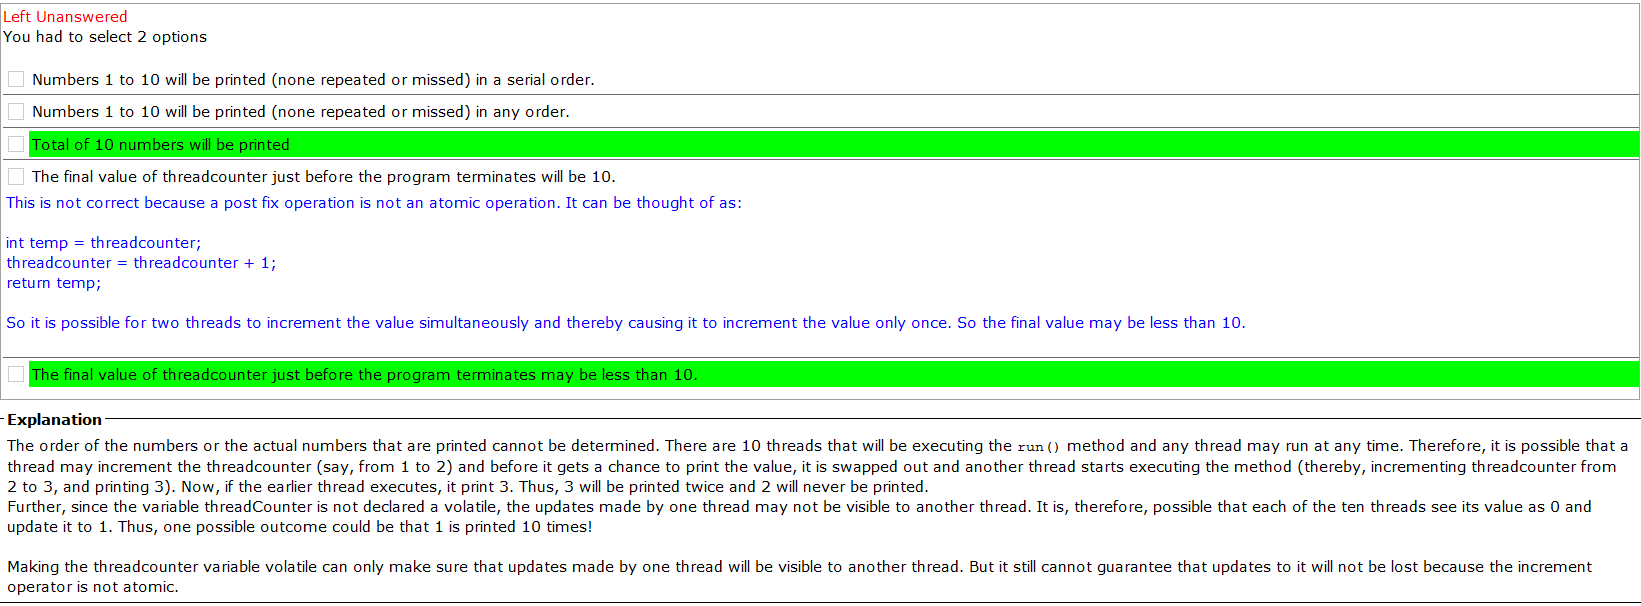 Left Unanswered
You had to select 2 options
Numbers 1 to 10 will be printed (none repeated or missed) in a serial order.
Numbers 1 to 10 will be printed (none repeated or missed) in any order.
Total of 10 numbers will be printed
The final value of threadcounter just before the program terminates will be 10.
This is not correct because a post fix operation is not an atomic operation. It can be thought of as:
int temp = threadcounter;
threadcounter = threadcounter + 1;
return temp;
So it is possible for two threads to increment the value simultaneously and thereby causing it to increment the value only once. So the final value may be less than 10.
The final value of threadcounter just before the program terminates may be less than 10.
Explanation
The order of the numbers or the actual numbers that are printed cannot be determined. There are 10 threads that will be executing the run() method and any thread may run at any time. Therefore, it is possible that a
thread may increment the threadcounter (say, from 1 to 2) and before it gets a chance to print the value, it is swapped out and another thread starts executing the method (thereby, incrementing threadcounter from
2 to 3, and printing 3). Now, if the earlier thread executes, it print 3. Thus, 3 will be printed twice and 2 will never be printed.
Further, since the variable threadCounter is not declared a volatile, the updates made by one thread may not be visible to another thread. It is, therefore, possible that each of the ten threads see its value as 0 and
update it to 1. Thus, one possible outcome could be that 1 is printed 10 times!
Making the threadcounter variable volatile can only make sure that updates made by one thread will be visible to another thread. But it still cannot guarantee that updates to it will not be lost because the increment
operator is not atomic.